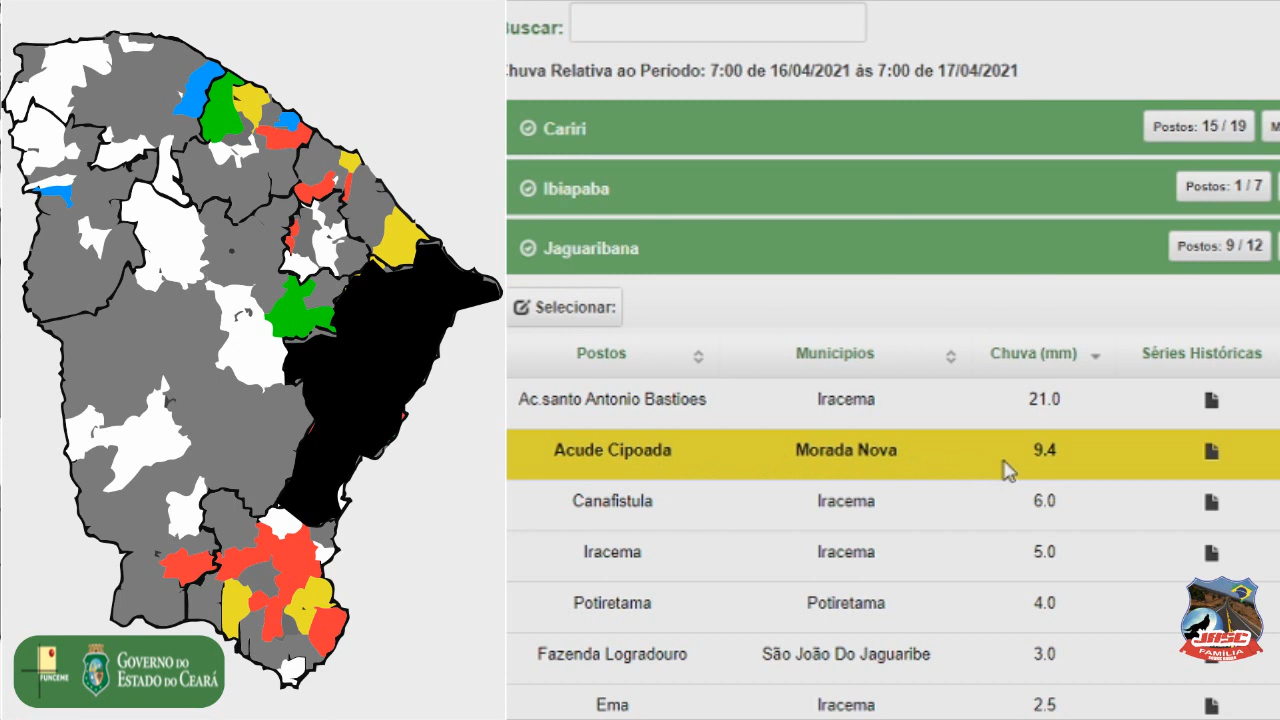 Buscar:
Chuva Relativa ao Período: 7:00 de 16/04/2021 às 7:00 de 17/04/2021
Cariri
Postos: 15 / 19
M
Ibiapaba
Postos: 1 / 7
Jaguaribana
Postos: 9 / 12
Selecionar:
Postos Municipios Chuva (mm) Séries Históricas
Ac.santo Antonio Bastioes Iracema 21.0
Acude Cipoada Morada Nova 9.4
Canafistula Iracema 6.0
Iracema Iracema 5.0
Potiretama Potiretama 4.0
Fazenda Logradouro São João Do Jaguaribe 3.0
Ema Iracema 2.5
FUNCEME
GOVERNO DO
ESTADO DO CEARÁ
JASC
FAMÍLIA